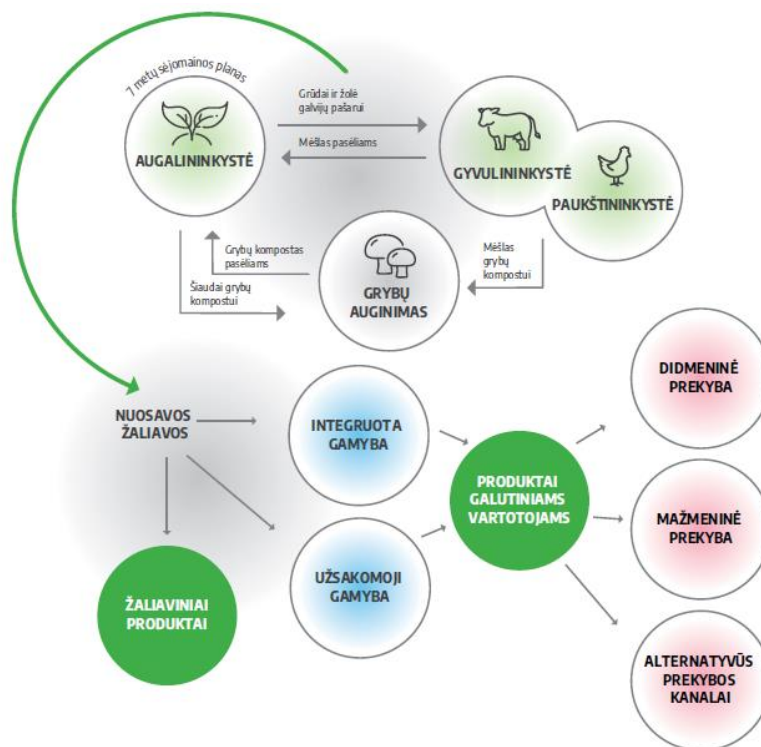 7 metų sėjomainos planas
AUGALININKYSTĖ
Grūdai ir žolė
galvijų pašarui
Mėšlas pasėliams
GYVULININKYSTĖ
PAUKŠTININKYSTĖ
Grybų kompostas
pasėliams
Šiaudai grybų
kompostui
GRYBŲ
AUGINIMAS
Mėšlas
grybų
kompostui
NUOSAVOS
ŽALIAVOS
INTEGRUOTA
GAMYBA
UŽSAKOMOJI
GAMYBA
ŽALIAVINIAI
PRODUKTAI
PRODUKTAI
GALUTINIAMS
VARTOTOJAMS
DIDMENINĖ
PREKYBA
MAŽMENINĖ
PREKYBA
ALTERNATYVŪS
PREKYBOS
KANALAI